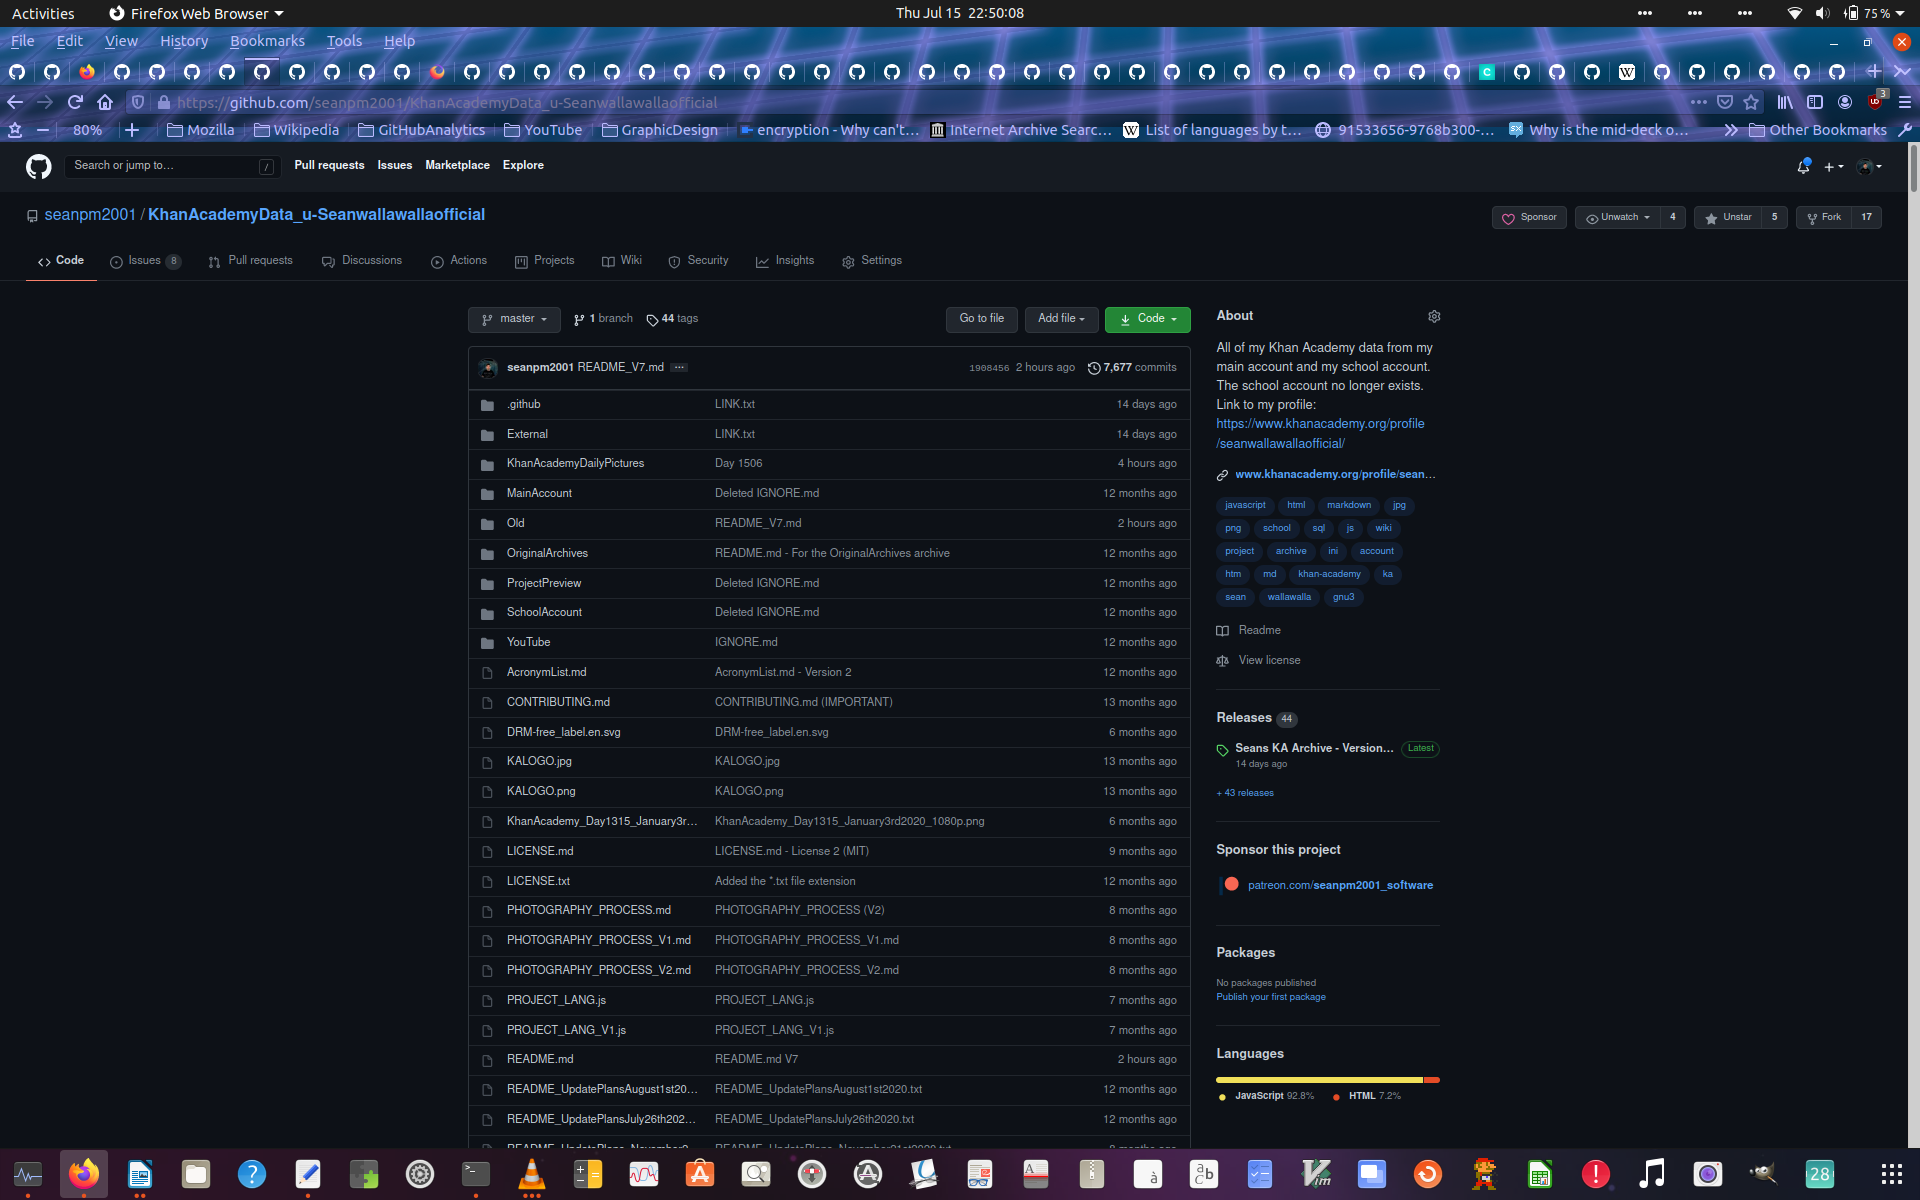 Activities Firefox Web Browser Thu Jul 15 22:50:08 75 %
File Edit View History Bookmarks Tools Help
https://github.com/seanpm2001/KhanAcademyData_u-Seanwallawallaofficial 3
80% Mozilla Wikipedia GitHubAnalytics YouTube GraphicDesign encryption - Why can't… Internet Archive Searc… List of languages by t… 91533656-9768b300-… Why is the mid-deck o… Other Bookmarks
Search or jump to… / Pull requests Issues Marketplace Explore
seanpm2001 / KhanAcademyData_u-Seanwallawallaofficial Sponsor Unwatch 4 Unstar 5 Fork 17
Code Issues 8 Pull requests Discussions Actions Projects Wiki Security Insights Settings
master 1 branch 44 tags Go to file Add file Code
seanpm2001 README_V7.md ... 1908456 2 hours ago 7,677 commits
.github LINK.txt 14 days ago
External LINK.txt 14 days ago
KhanAcademyDailyPictures Day 1506 4 hours ago
MainAccount Deleted IGNORE.md 12 months ago
Old README_V7.md 2 hours ago
OriginalArchives README.md - For the OriginalArchives archive 12 months ago
ProjectPreview Deleted IGNORE.md 12 months ago
SchoolAccount Deleted IGNORE.md 12 months ago
YouTube IGNORE.md 12 months ago
AcronymList.md AcronymList.md - Version 2 12 months ago
CONTRIBUTING.md CONTRIBUTING.md (IMPORTANT) 13 months ago
DRM-free_label.en.svg DRM-free_label.en.svg 6 months ago
KALOGO.jpg KALOGO.jpg 13 months ago
KALOGO.png KALOGO.png 13 months ago
KhanAcademy_Day1315_January3r… KhanAcademy_Day1315_January3rd2020_1080p.png 6 months ago
LICENSE.md LICENSE.md - License 2 (MIT) 9 months ago
LICENSE.txt Added the *.txt file extension 12 months ago
PHOTOGRAPHY_PROCESS.md PHOTOGRAPHY_PROCESS (V2) 8 months ago
PHOTOGRAPHY_PROCESS_V1.md PHOTOGRAPHY_PROCESS_V1.md 8 months ago
PHOTOGRAPHY_PROCESS_V2.md PHOTOGRAPHY_PROCESS_V2.md 8 months ago
PROJECT_LANG.js PROJECT_LANG.js 7 months ago
PROJECT_LANG_V1.js PROJECT_LANG_V1.js 7 months ago
README.md README.md V7 2 hours ago
README_UpdatePlansAugust1st20… README_UpdatePlansAugust1st2020.txt 12 months ago
README_UpdatePlansJuly26th202… README_UpdatePlansJuly26th2020.txt 12 months ago
About
All of my Khan Academy data from my
main account and my school account.
The school account no longer exists.
Link to my profile:
https://www.khanacademy.org/profile
/seanwallawallaofficial/
www.khanacademy.org/profile/sean…
javascript html markdown jpg
png school sql js wiki
project archive ini account
htm md khan-academy ka
sean wallawalla gnu3
Readme
View license
Releases 44
Seans KA Archive - Version… Latest
14 days ago
+ 43 releases
Sponsor this project
patreon.com/seanpm2001_software
Packages
No packages published
Publish your first package
Languages
JavaScript 92.8% HTML 7.2%
28